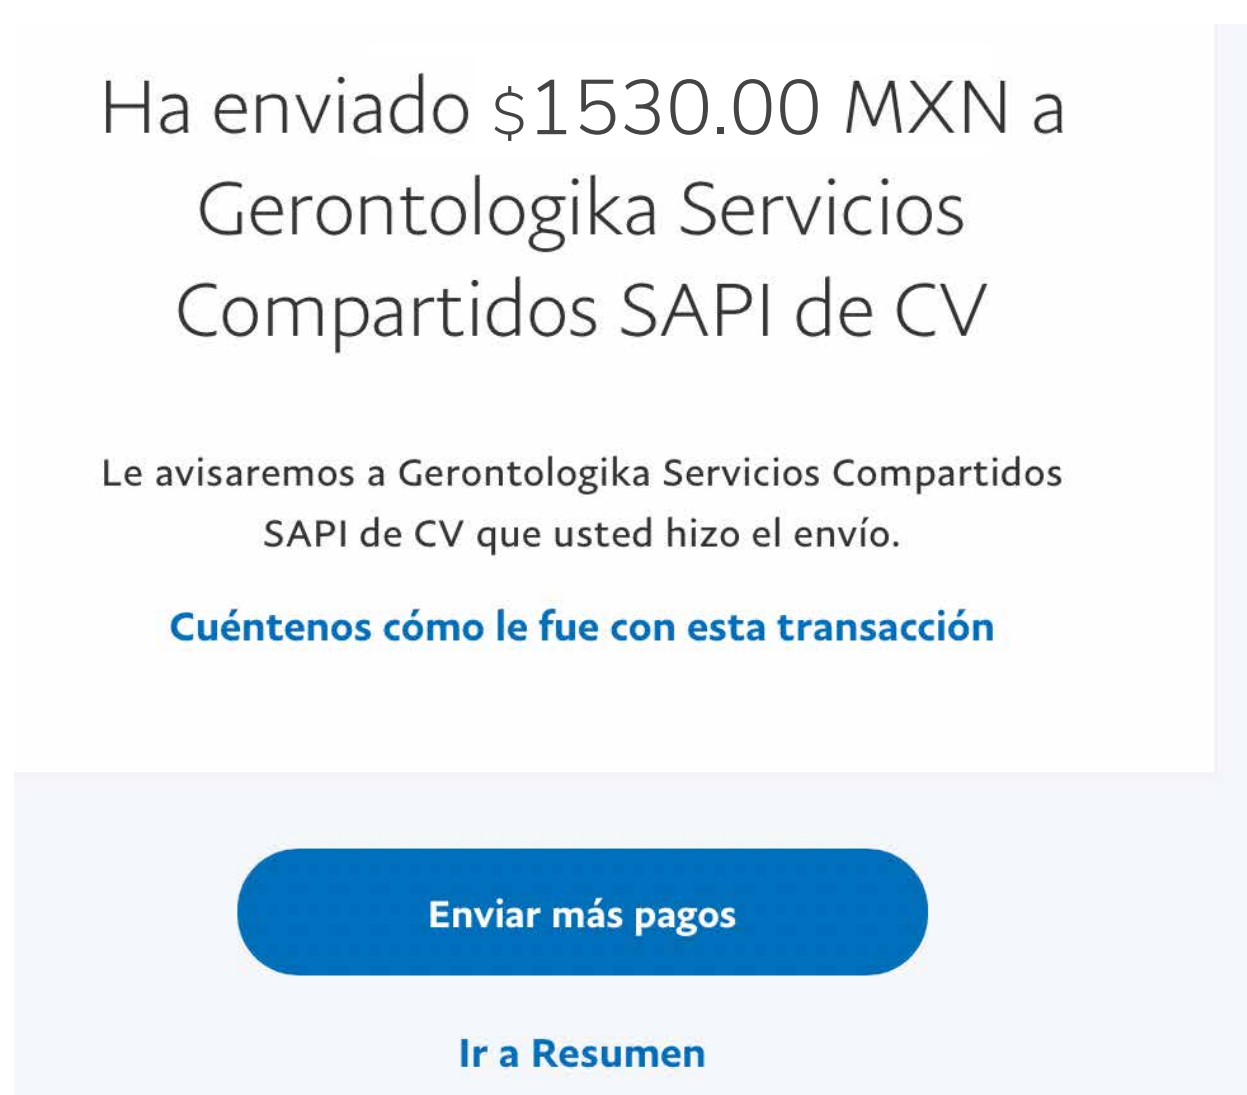 Ha enviado $1530.00 MXN a
Gerontologika Servicios
Compartidos SAPI de CV
Le avisaremos a Gerontologika Servicios Compartidos
SAPI de CV que usted hizo el envío.
Cuéntenos cómo le fue con esta transacción
Enviar más pagos
Ir a Resumen